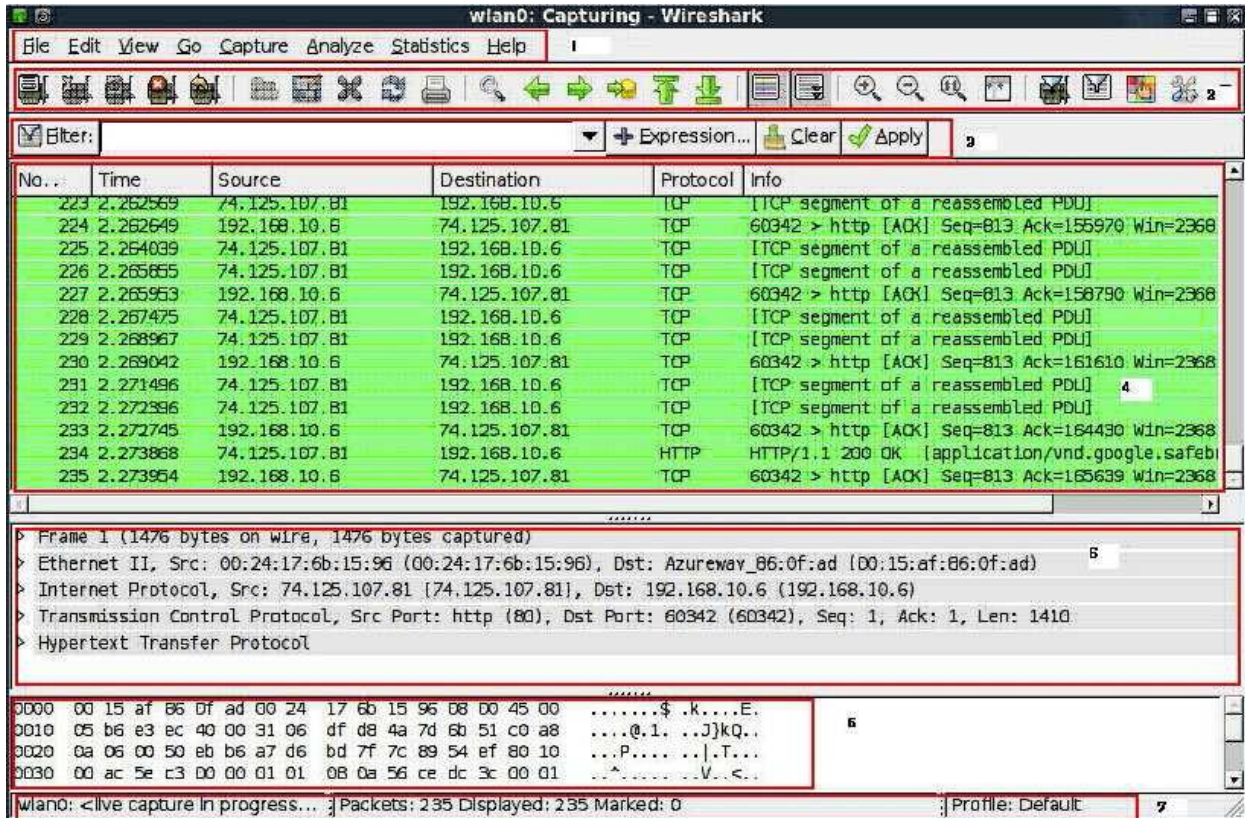 wlan0: Capturing - Wireshark
File Edit View Go Capture Analyze Statistics Help 1
2
Filter: Expression... Clear Apply 3
No.. Time Source Destination Protocol Info
223 2.262569 74.125.107.81 192.168.10.6 TCP [TCP segment of a reassembled PDU]
224 2.262649 192.168.10.6 74.125.107.81 TCP 60342 > http [ACK] Seq=813 Ack=155970 Win=2368
225 2.264039 74.125.107.81 192.168.10.6 TCP [TCP segment of a reassembled PDU]
226 2.265855 74.125.107.81 192.168.10.6 TCP [TCP segment of a reassembled PDU]
227 2.265953 192.168.10.6 74.125.107.81 TCP 60342 > http [ACK] Seq=813 Ack=158790 Win=2368
228 2.267475 74.125.107.81 192.168.10.6 TCP [TCP segment of a reassembled PDU]
229 2.268967 74.125.107.81 192.168.10.6 TCP [TCP segment of a reassembled PDU]
230 2.269042 192.168.10.6 74.125.107.81 TCP 60342 > http [ACK] Seq=813 Ack=161610 Win=2368
231 2.271496 74.125.107.81 192.168.10.6 TCP [TCP segment of a reassembled PDU] 4
232 2.272396 74.125.107.81 192.168.10.6 TCP [TCP segment of a reassembled PDU]
233 2.272745 192.168.10.6 74.125.107.81 TCP 60342 > http [ACK] Seq=813 Ack=164430 Win=2368
234 2.273868 74.125.107.81 192.168.10.6 HTTP HTTP/1.1 200 OK [application/vnd.google.safeb
235 2.273954 192.168.10.6 74.125.107.81 TCP 60342 > http [ACK] Seq=813 Ack=165639 Win=2368
Frame 1 (1476 bytes on wire, 1476 bytes captured)
Ethernet II, Src: 00:24:17:6b:15:96 (00:24:17:6b:15:96), Dst: Azurewav_86:0f:ad (00:15:af:86:0f:ad)
Internet Protocol, Src: 74.125.107.81 (74.125.107.81), Dst: 192.168.10.6 (192.168.10.6)
Transmission Control Protocol, Src Port: http (80), Dst Port: 60342 (60342), Seq: 1, Ack: 1, Len: 1410
Hypertext Transfer Protocol
0000 00 15 af 86 0f ad 00 24 17 6b 15 96 08 00 45 00 .......$ .k....E.
0010 05 b6 e3 ec 40 00 31 06 df d8 4a 7d 6b 51 c0 a8 ....@.1. ..J}kQ..
0020 0a 06 00 50 eb b6 a7 d6 bd 7f 7c 89 54 ef 80 10 ...P.... ..|.T...
0030 00 ac 5e c3 00 00 01 01 08 0a 56 ce dc 3c 00 01 ..^..... ..V..<..
wlan0: <live capture in progress... Packets: 235 Displayed: 235 Marked: 0 Profile: Default 7